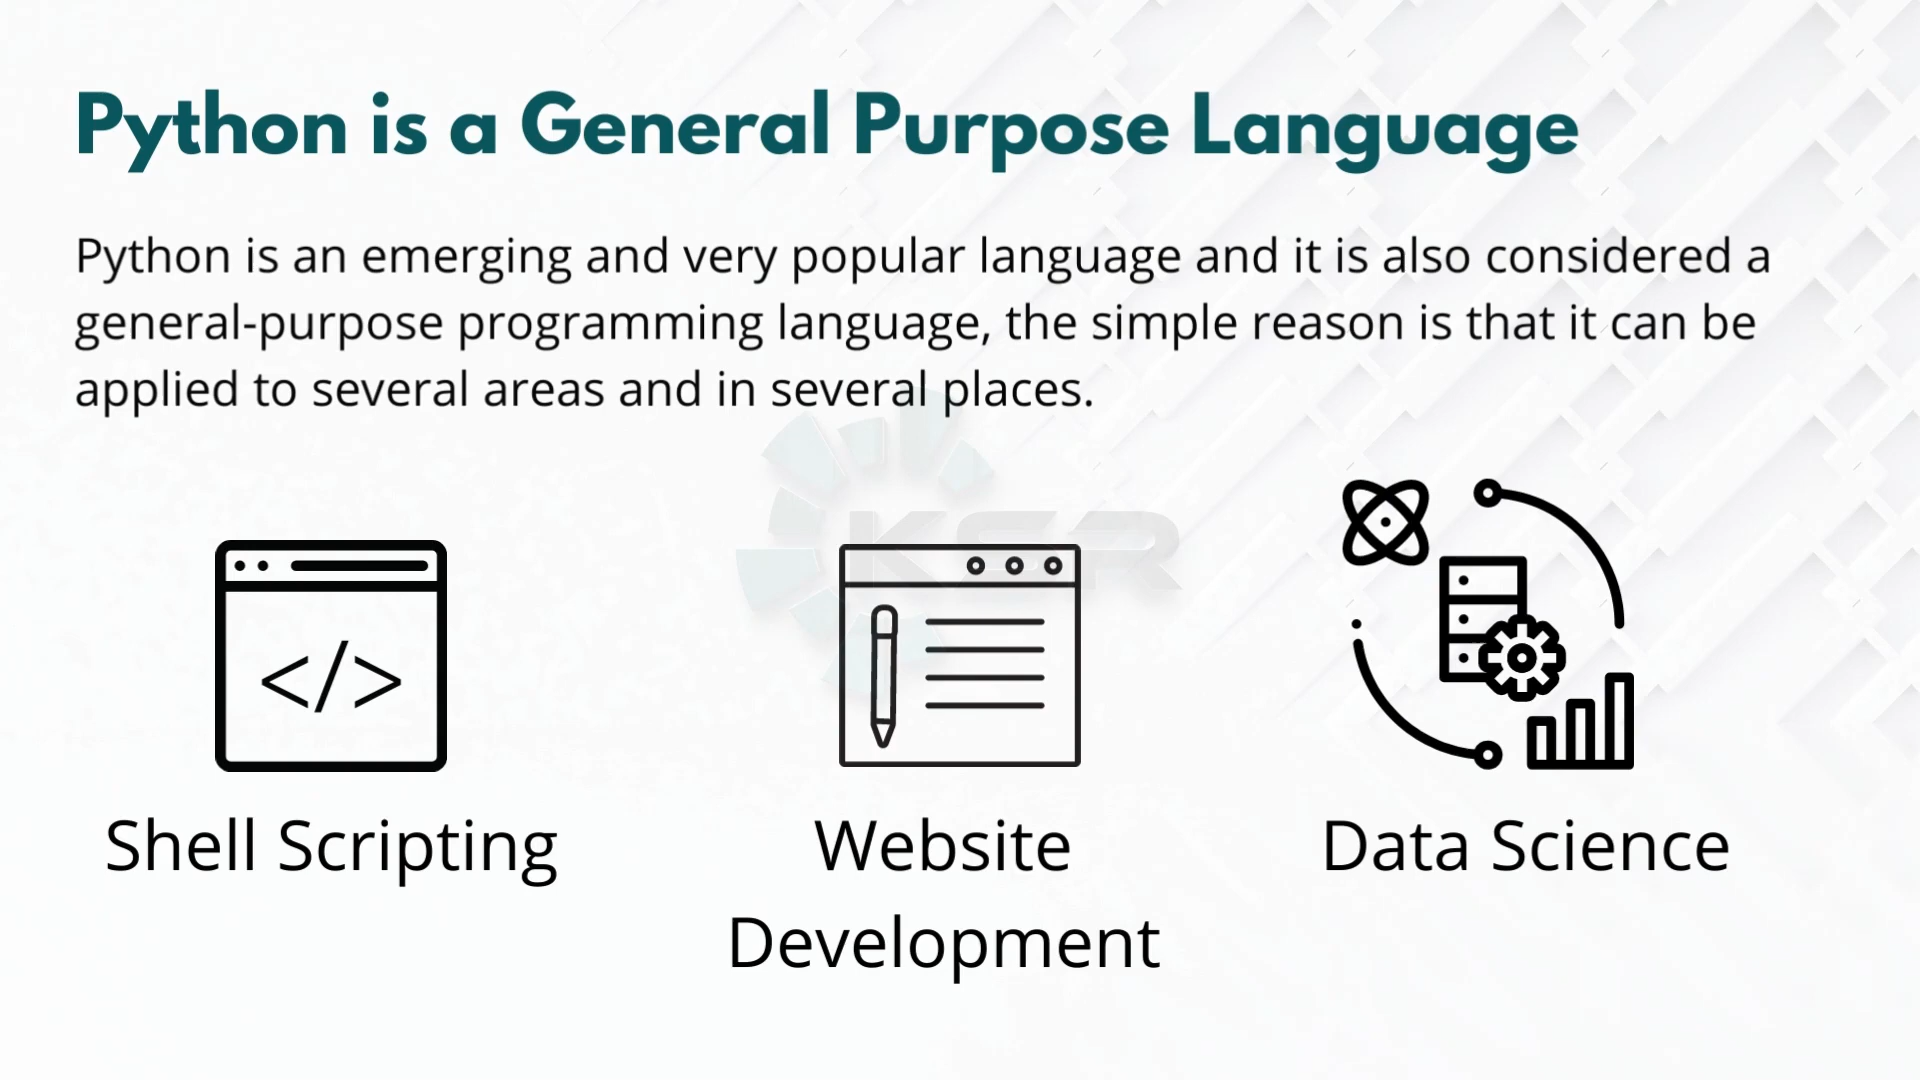 Python is a General Purpose Language
Python is an emerging and very popular language and it is also considered a
general-purpose programming language, the simple reason is that it can be
applied to several areas and in several places.
KSR
</>
Shell Scripting
Website
Development
Data Science